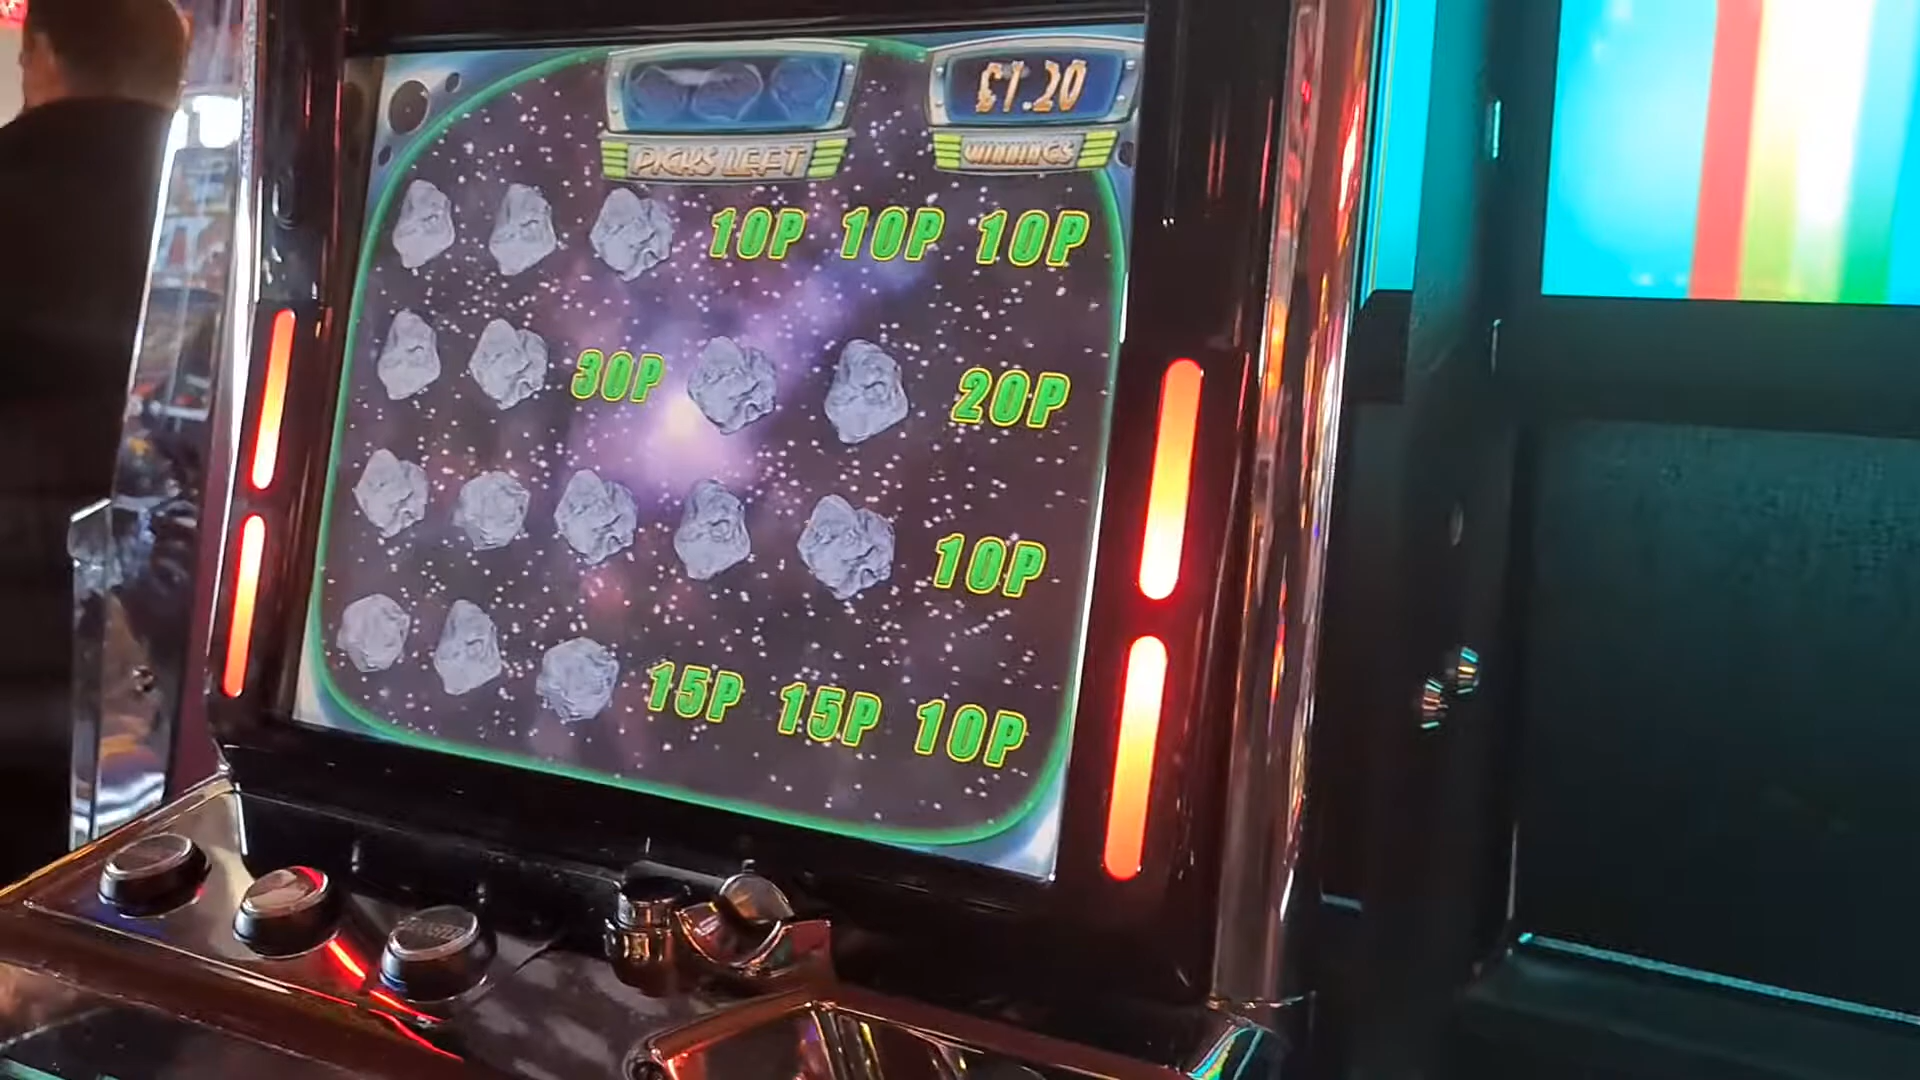 £1.20
PICKS LEFT
WINNINGS
10P 10P 10P
30P 20P
10P
15P 15P 10P